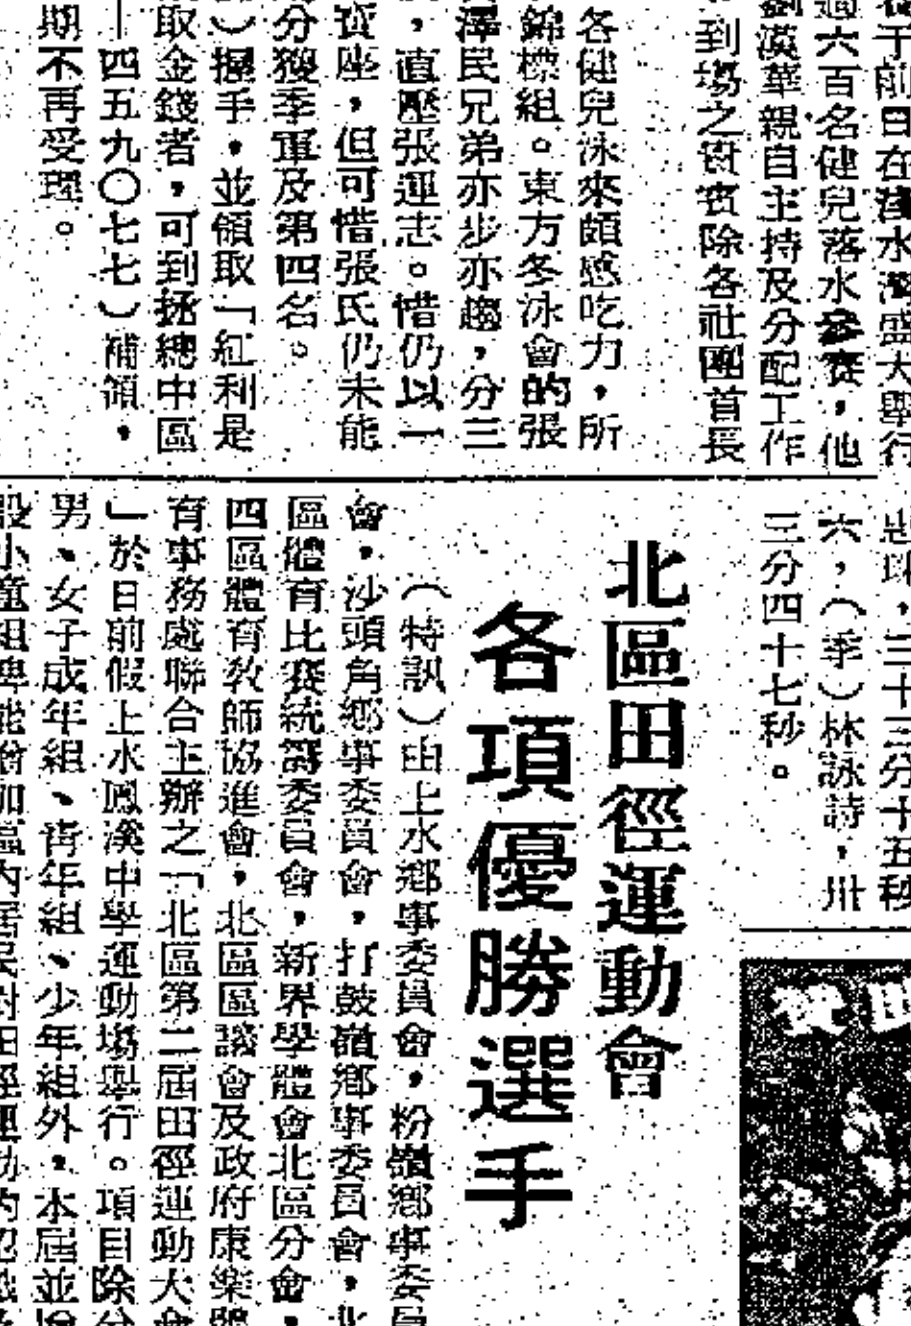 從于前日在淺水灣盛大舉行
過六百名健兒落水參賽，他
劉漢華親自主持及分配工作
到場之貴賓除各社團首長
各健兒泳來頗感吃力，所
錦標組。東方冬泳會的張
澤民兄弟亦步亦趨，分三
，直壓張運志。惜仍以一
寶座，但可惜張氏仍未能
分獲季軍及第四名。
）握手，並領取「紅利是
取金錢者，可到拯總中區
｜四五九〇七七）補領，
期不再受理。
，三十三分十五秒
六，（季）林詠詩，卅
三分四十七秒。
北區田徑運動會
各項優勝選手
（特訊）由上水鄉事委員會，粉嶺鄉事委員
會，沙頭角鄉事委員會，打鼓嶺鄉事委員會，北
區體育比賽統籌委員會，新界學體會北區分會，
四區體育教師協進會，北區區議會及政府康樂體
育事務處聯合主辦之「北區第二屆田徑運動大會
」於日前假上水鳳溪中學運動場舉行。項目除分
男、女子成年組、青年組、少年組外，本屆並增
設小童組俾能增加區內居民對田徑運動的認識